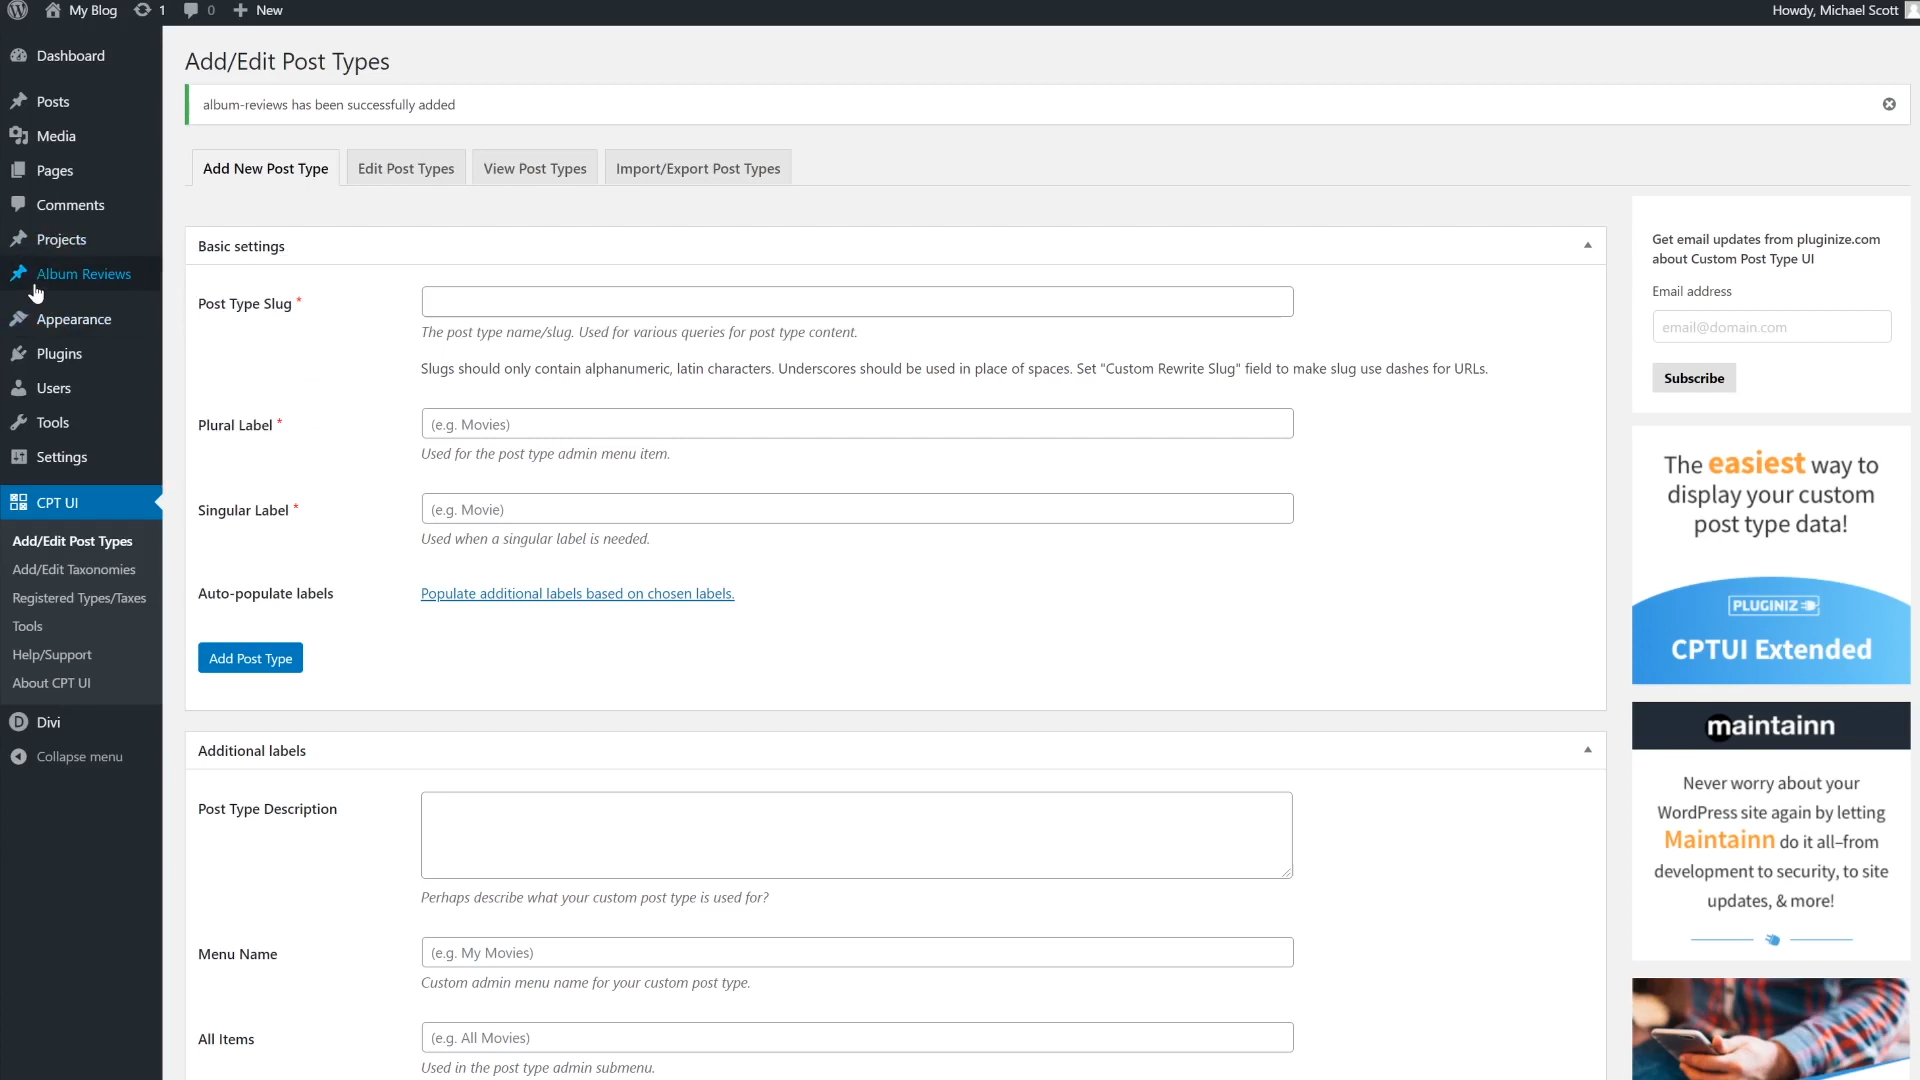 My Blog
1
0
New
Howdy, Michael Scott
Dashboard
Posts
Media
Pages
Comments
Projects
Album Reviews
Appearance
Plugins
Users
Tools
Settings
CPT UI
Add/Edit Post Types
Add/Edit Taxonomies
Registered Types/Taxes
Tools
Help/Support
About CPT UI
Divi
Collapse menu
Add/Edit Post Types
album-reviews has been successfully added
Add New Post Type
Edit Post Types
View Post Types
Import/Export Post Types
Basic settings
Post Type Slug *
The post type name/slug. Used for various queries for post type content.
Slugs should only contain alphanumeric, latin characters. Underscores should be used in place of spaces. Set "Custom Rewrite Slug" field to make slug use dashes for URLs.
Plural Label *
(e.g. Movies)
Used for the post type admin menu item.
Singular Label *
(e.g. Movie)
Used when a singular label is needed.
Auto-populate labels
Populate additional labels based on chosen labels.
Add Post Type
Additional labels
Post Type Description
Perhaps describe what your custom post type is used for?
Menu Name
(e.g. My Movies)
Custom admin menu name for your custom post type.
All Items
(e.g. All Movies)
Used in the post type admin submenu.
Get email updates from pluginize.com
about Custom Post Type UI
Email address
email@domain.com
Subscribe
The easiest way to
display your custom
post type data!
PLUGINIZ
CPTUI Extended
maintainn
Never worry about your
WordPress site again by letting
Maintainn do it all–from
development to security, to site
updates, & more!